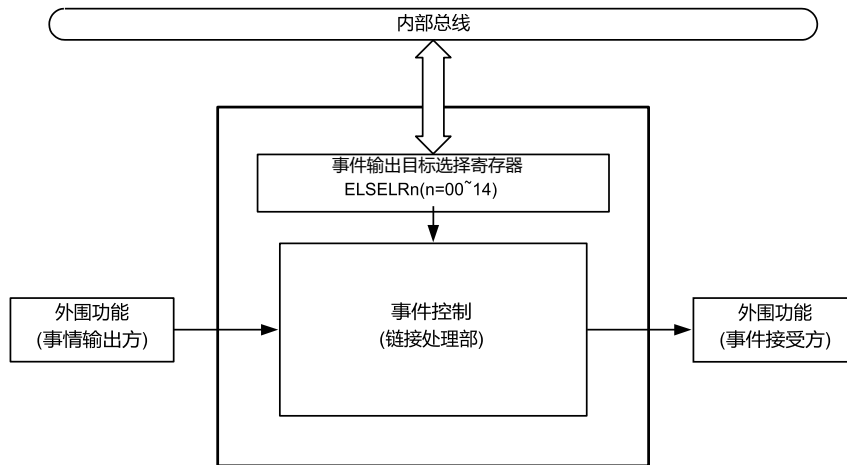 内部总线
事件输出目标选择寄存器
ELSELRn(n=00~14)
外围功能
(事情输出方)
事件控制
(链接处理部)
外围功能
(事件接受方)